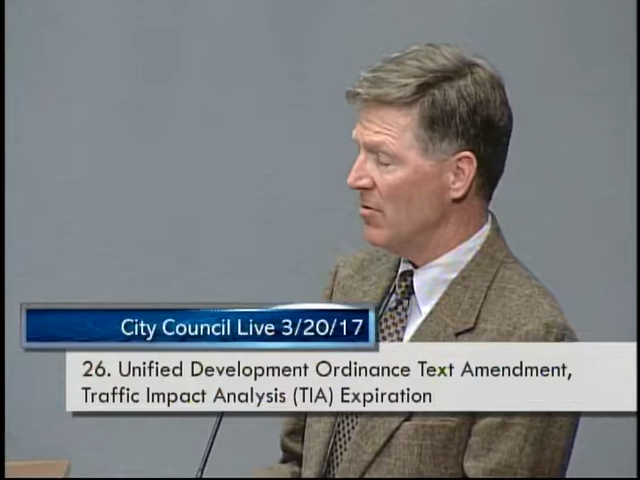 City Council Live 3/20/17
26. Unified Development Ordinance Text Amendment,
Traffic Impact Analysis (TIA) Expiration